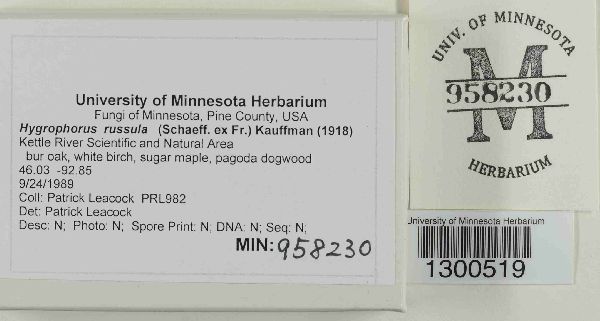 University of Minnesota Herbarium
Fungi of Minnesota, Pine County, USA
Hygrophorus russula (Schaeff. ex Fr.) Kauffman (1918)
Kettle River Scientific and Natural Area
bur oak, white birch, sugar maple, pagoda dogwood
46.03 -92.85
9/24/1989
Coll: Patrick Leacock PRL982
Det: Patrick Leacock
Desc: N; Photo: N; Spore Print: N; DNA: N; Seq: N;
MIN: 958230
UNIV. OF MINNESOTA
M
958230
HERBARIUM
University of Minnesota Herbarium
1300519